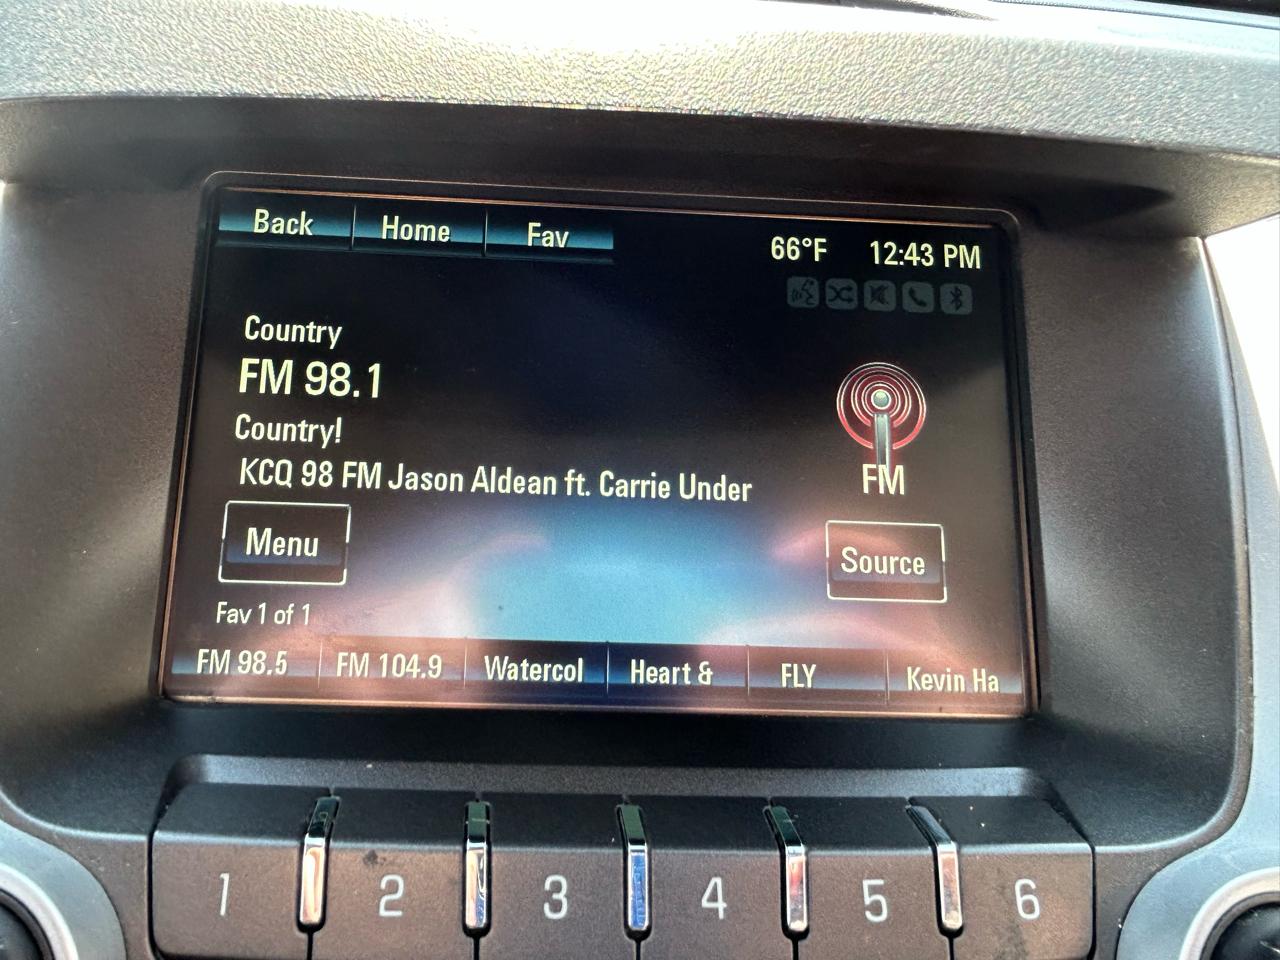 Back Home Fav 66°F 12:43 PM
Country
FM 98.1
Country!
KCQ 98 FM Jason Aldean ft. Carrie Under
FM
Menu Source
Fav 1 of 1
FM 98.5 FM 104.9 Watercol Heart & FLY Kevin Ha
1 2 3 4 5 6